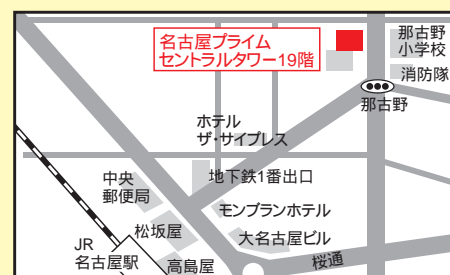 名古屋プライム
セントラルタワー19階
那古野
小学校
消防隊
那古野
ホテル
ザ・サイプレス
地下鉄1番出口
中央
郵便局
モンブランホテル
松坂屋
大名古屋ビル
JR
名古屋駅
高島屋
桜通